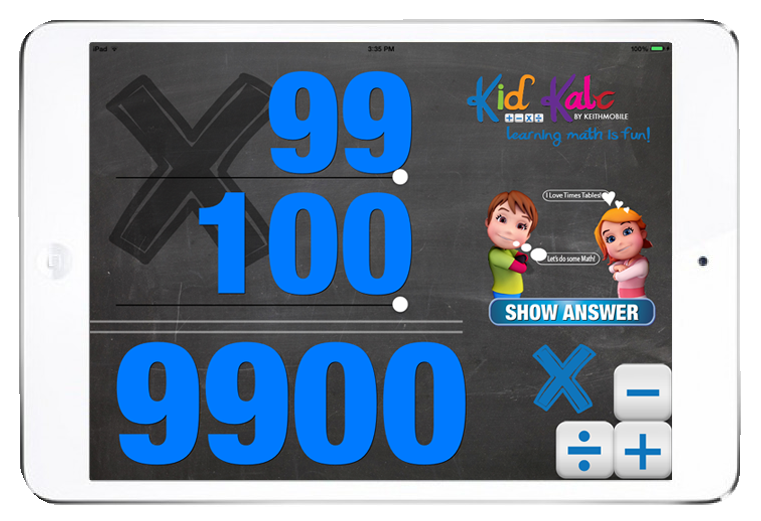 iPad 3:35 PM 100%
99
Kid Kalc
+ − × ÷ BY KEITHMOBILE
learning math is fun!
× 100
I Love Times Tables!
Let's do some Math!
SHOW ANSWER
9900
× −
÷ +